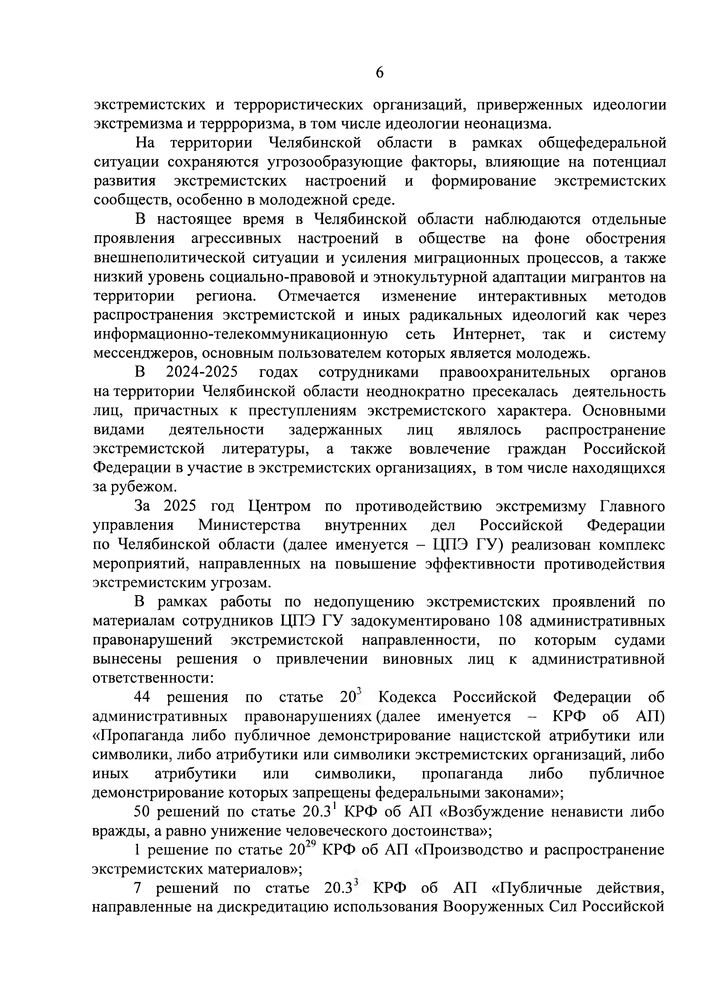 6
экстремистских и террористических организаций, приверженных идеологии
экстремизма и террроризма, в том числе идеологии неонацизма.
На территории Челябинской области в рамках общефедеральной
ситуации сохраняются угрозообразующие факторы, влияющие на потенциал
развития экстремистских настроений и формирование экстремистских
сообществ, особенно в молодежной среде.
В настоящее время в Челябинской области наблюдаются отдельные
проявления агрессивных настроений в обществе на фоне обострения
внешнеполитической ситуации и усиления миграционных процессов, а также
низкий уровень социально-правовой и этнокультурной адаптации мигрантов на
территории региона. Отмечается изменение интерактивных методов
распространения экстремистской и иных радикальных идеологий как через
информационно-телекоммуникационную сеть Интернет, так и систему
мессенджеров, основным пользователем которых является молодежь.
В 2024-2025 годах сотрудниками правоохранительных органов
на территории Челябинской области неоднократно пресекалась деятельность
лиц, причастных к преступлениям экстремистского характера. Основными
видами деятельности задержанных лиц являлось распространение
экстремистской литературы, а также вовлечение граждан Российской
Федерации в участие в экстремистских организациях, в том числе находящихся
за рубежом.
За 2025 год Центром по противодействию экстремизму Главного
управления Министерства внутренних дел Российской Федерации
по Челябинской области (далее именуется – ЦПЭ ГУ) реализован комплекс
мероприятий, направленных на повышение эффективности противодействия
экстремистским угрозам.
В рамках работы по недопущению экстремистских проявлений по
материалам сотрудников ЦПЭ ГУ задокументировано 108 административных
правонарушений экстремистской направленности, по которым судами
вынесены решения о привлечении виновных лиц к административной
ответственности:
44 решения по статье 20³ Кодекса Российской Федерации об
административных правонарушениях (далее именуется – КРФ об АП)
«Пропаганда либо публичное демонстрирование нацистской атрибутики или
символики, либо атрибутики или символики экстремистских организаций, либо
иных атрибутики или символики, пропаганда либо публичное
демонстрирование которых запрещены федеральными законами»;
50 решений по статье 20.3¹ КРФ об АП «Возбуждение ненависти либо
вражды, а равно унижение человеческого достоинства»;
1 решение по статье 20²⁹ КРФ об АП «Производство и распространение
экстремистских материалов»;
7 решений по статье 20.3³ КРФ об АП «Публичные действия,
направленные на дискредитацию использования Вооруженных Сил Российской